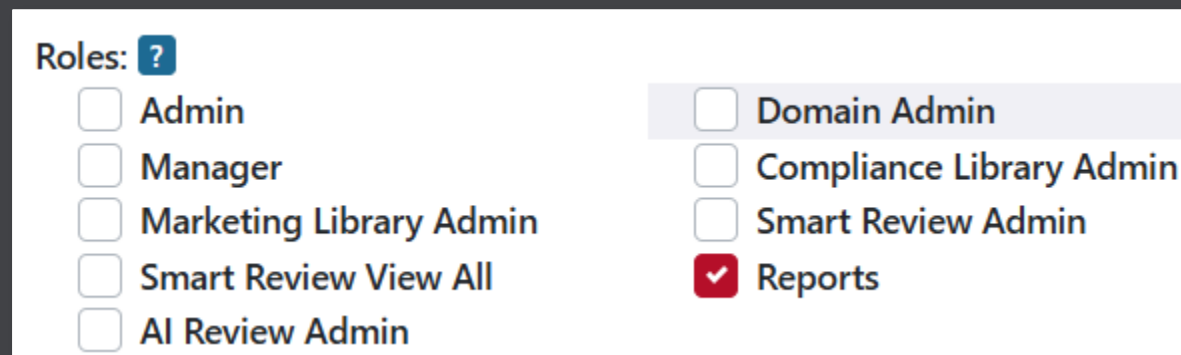 Roles: ?
Admin
Domain Admin
Manager
Compliance Library Admin
Marketing Library Admin
Smart Review Admin
Smart Review View All
Reports
AI Review Admin